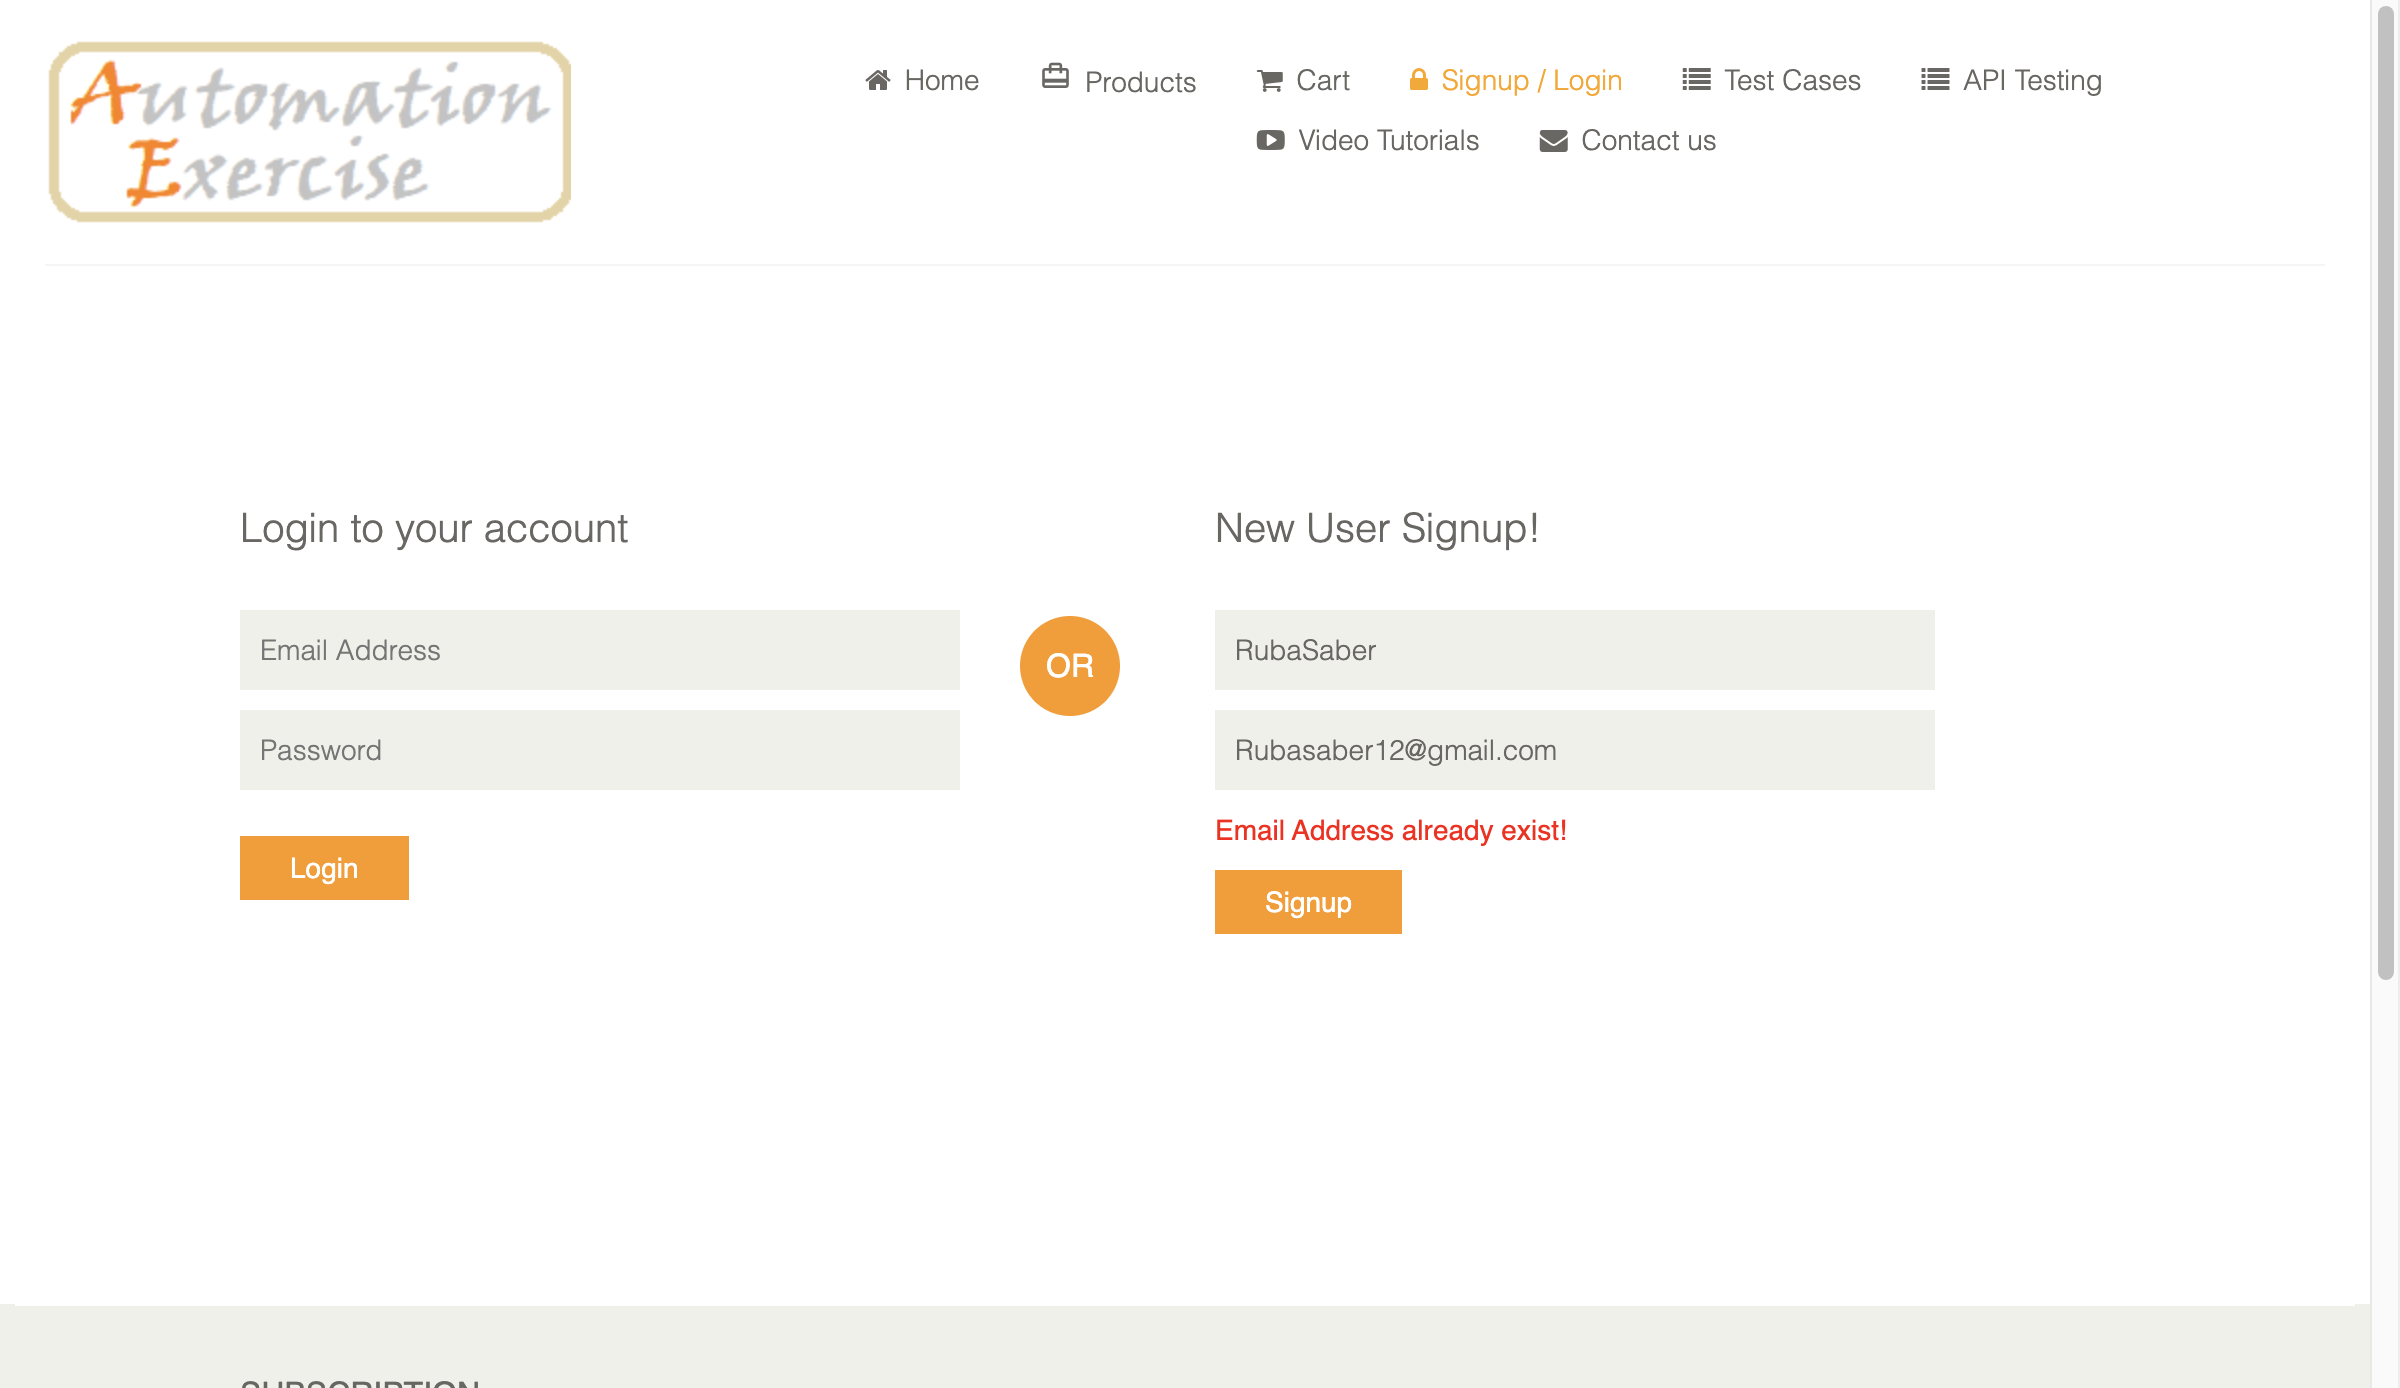 Automation
Exercise
Home
Products
Cart
Signup / Login
Test Cases
API Testing
Video Tutorials
Contact us
Login to your account
Email Address
Password
Login
OR
New User Signup!
RubaSaber
Rubasaber12@gmail.com
Email Address already exist!
Signup
SUBSCRIPTION